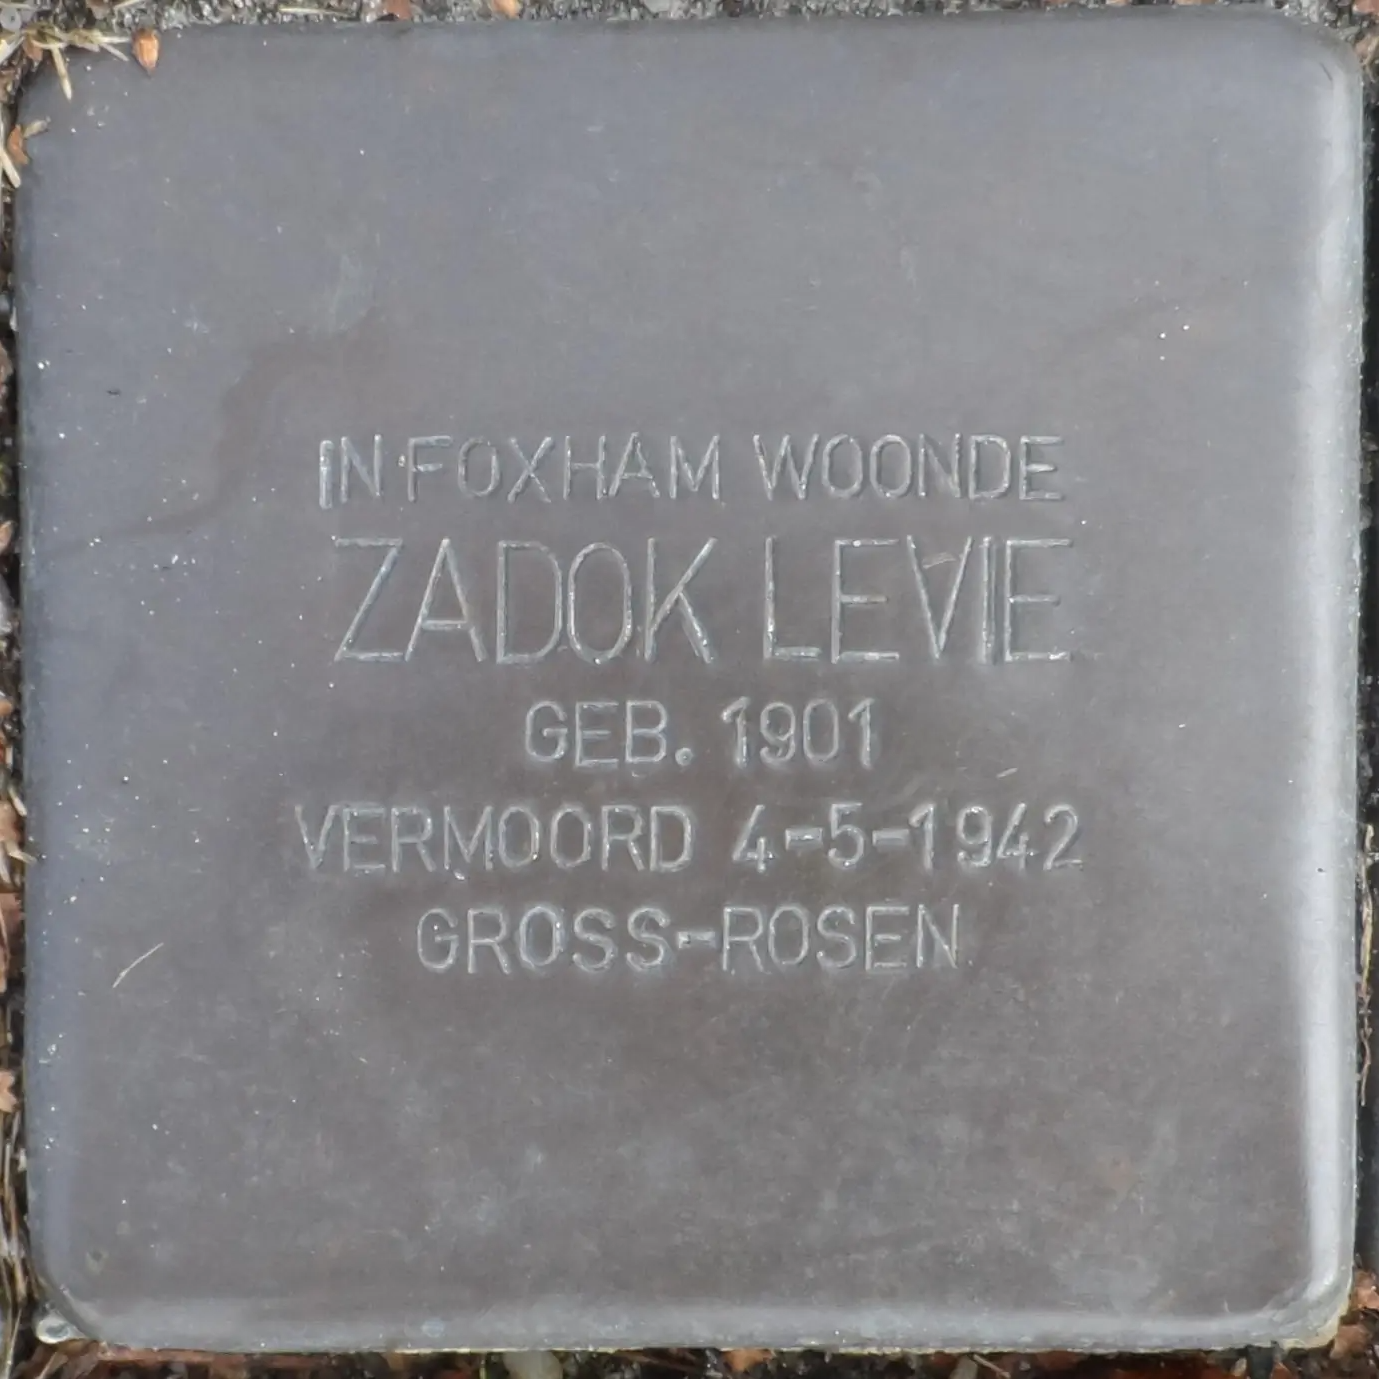 IN FOXHAM WOONDE
ZADOK LEVIE
GEB. 1901
VERMOORD 4-5-1942
GROSS-ROSEN